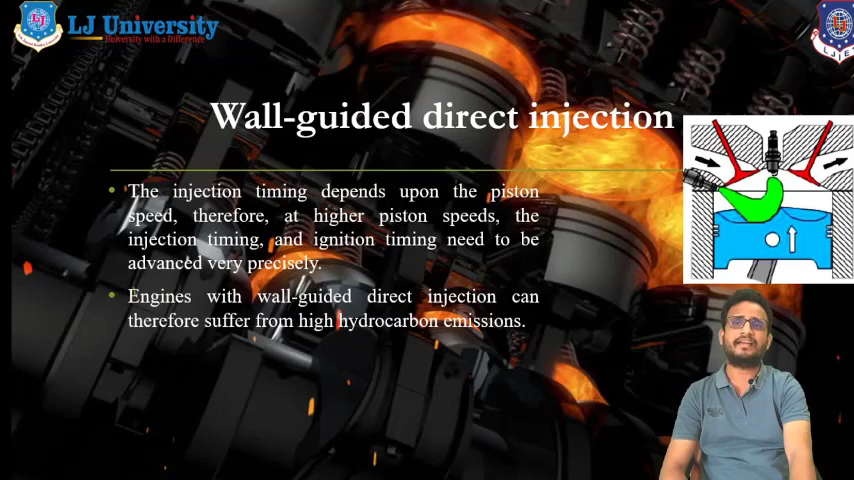 LJ University
University with a Difference
LJIET
Wall-guided direct injection
• The injection timing depends upon the piston
speed, therefore, at higher piston speeds, the
injection timing, and ignition timing need to be
advanced very precisely.
• Engines with wall-guided direct injection can
therefore suffer from high hydrocarbon emissions.